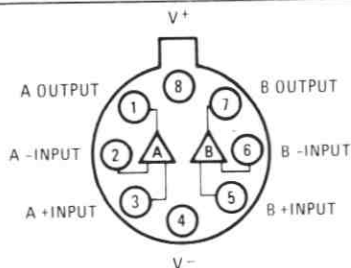 V+
A OUTPUT
B OUTPUT
8
1
7
A -INPUT
2
A
B
6
B -INPUT
A +INPUT
3
5
B +INPUT
4
V-